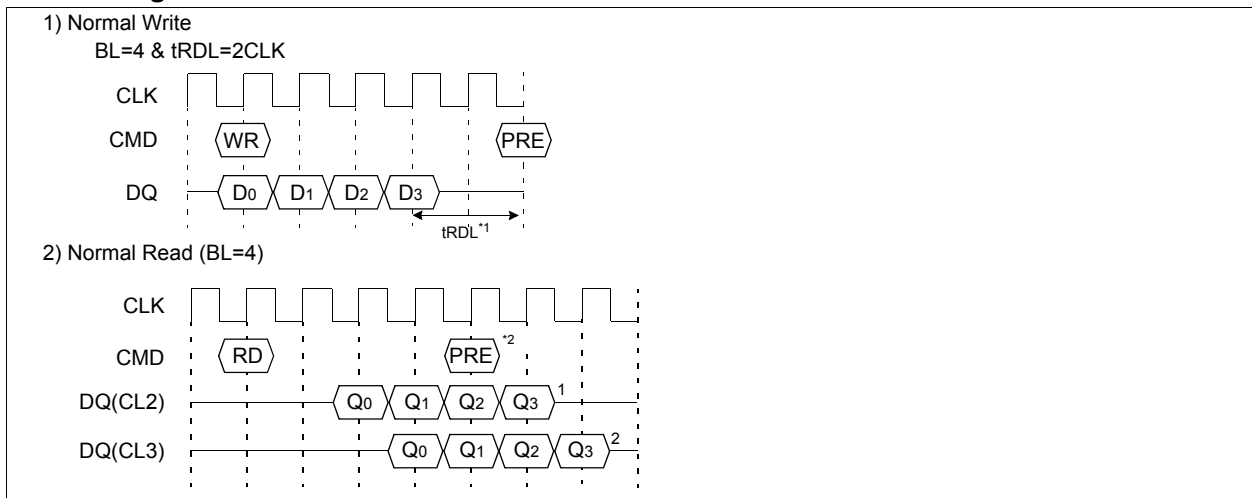 1) Normal Write
BL=4 & tRDL=2CLK
CLK
CMD WR PRE
DQ D0 D1 D2 D3
tRDL*1
2) Normal Read (BL=4)
CLK
CMD RD PRE *2
DQ(CL2) Q0 Q1 Q2 Q3 1
DQ(CL3) Q0 Q1 Q2 Q3 2